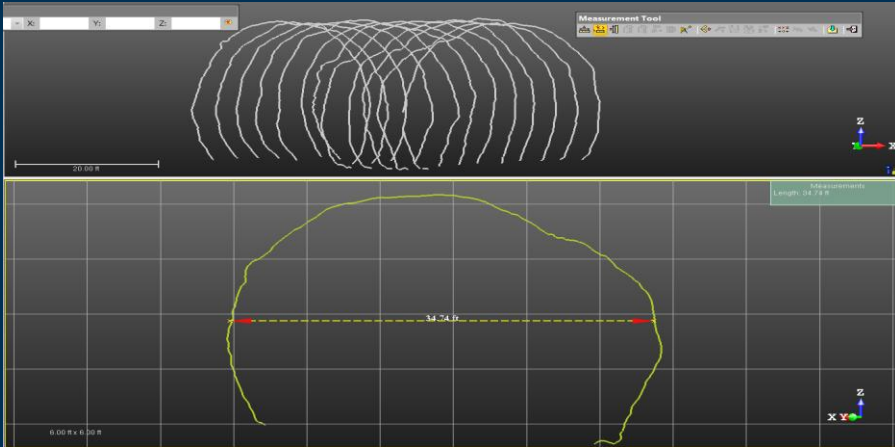 X: Y: Z:
Measurement Tool
Z
X
20.00 ft
Measurements
Length: 34.74 ft
34.74 ft
Z
X Y
6.00 ft x 6.00 ft